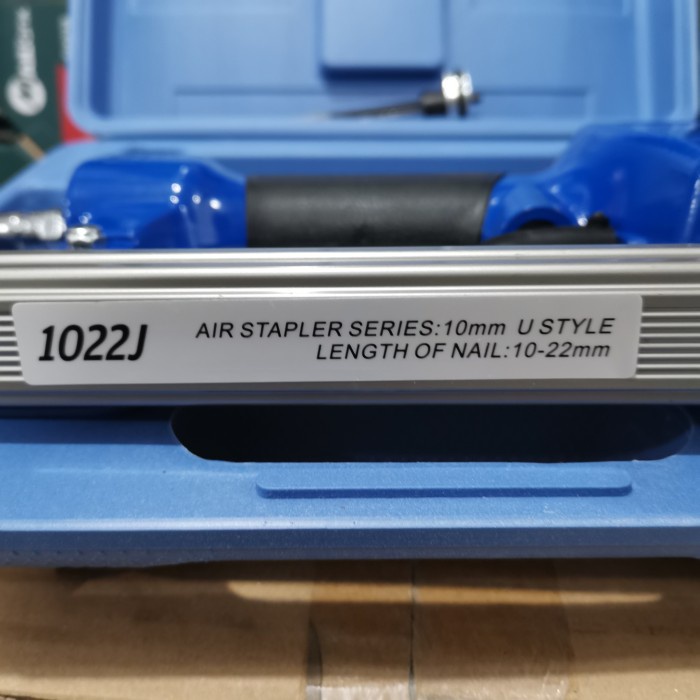 1022J
AIR STAPLER SERIES:10mm U STYLE
LENGTH OF NAIL:10-22mm